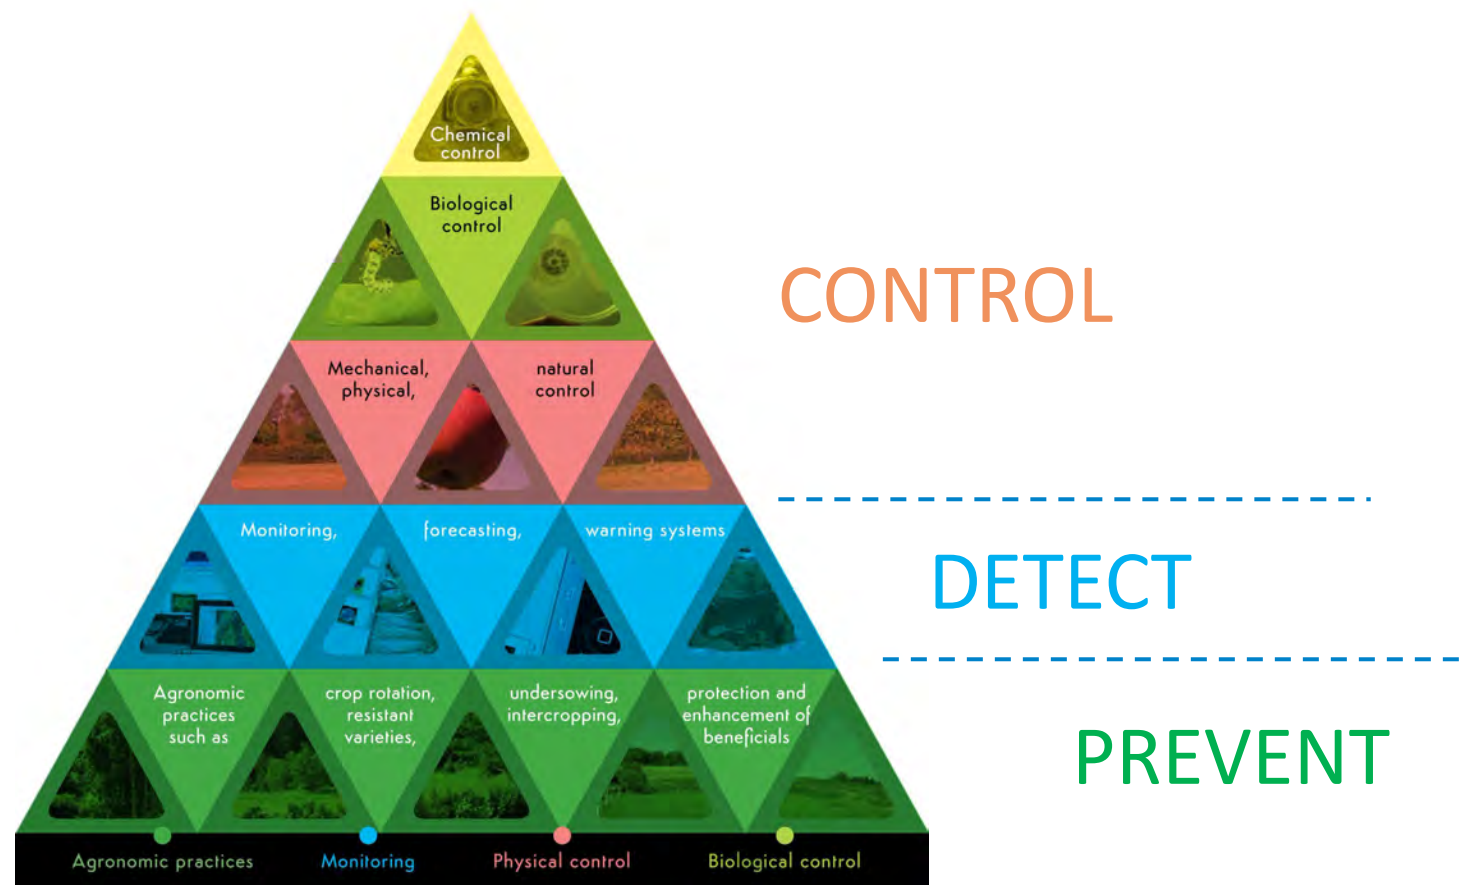 Chemical
control
Biological
control
Mechanical,
physical,
natural
control
CONTROL
Monitoring,
forecasting,
warning systems
DETECT
Agronomic
practices
such as
crop rotation,
resistant
varieties,
undersowing,
intercropping,
protection and
enhancement of
beneficials
PREVENT
Agronomic practices
Monitoring
Physical control
Biological control